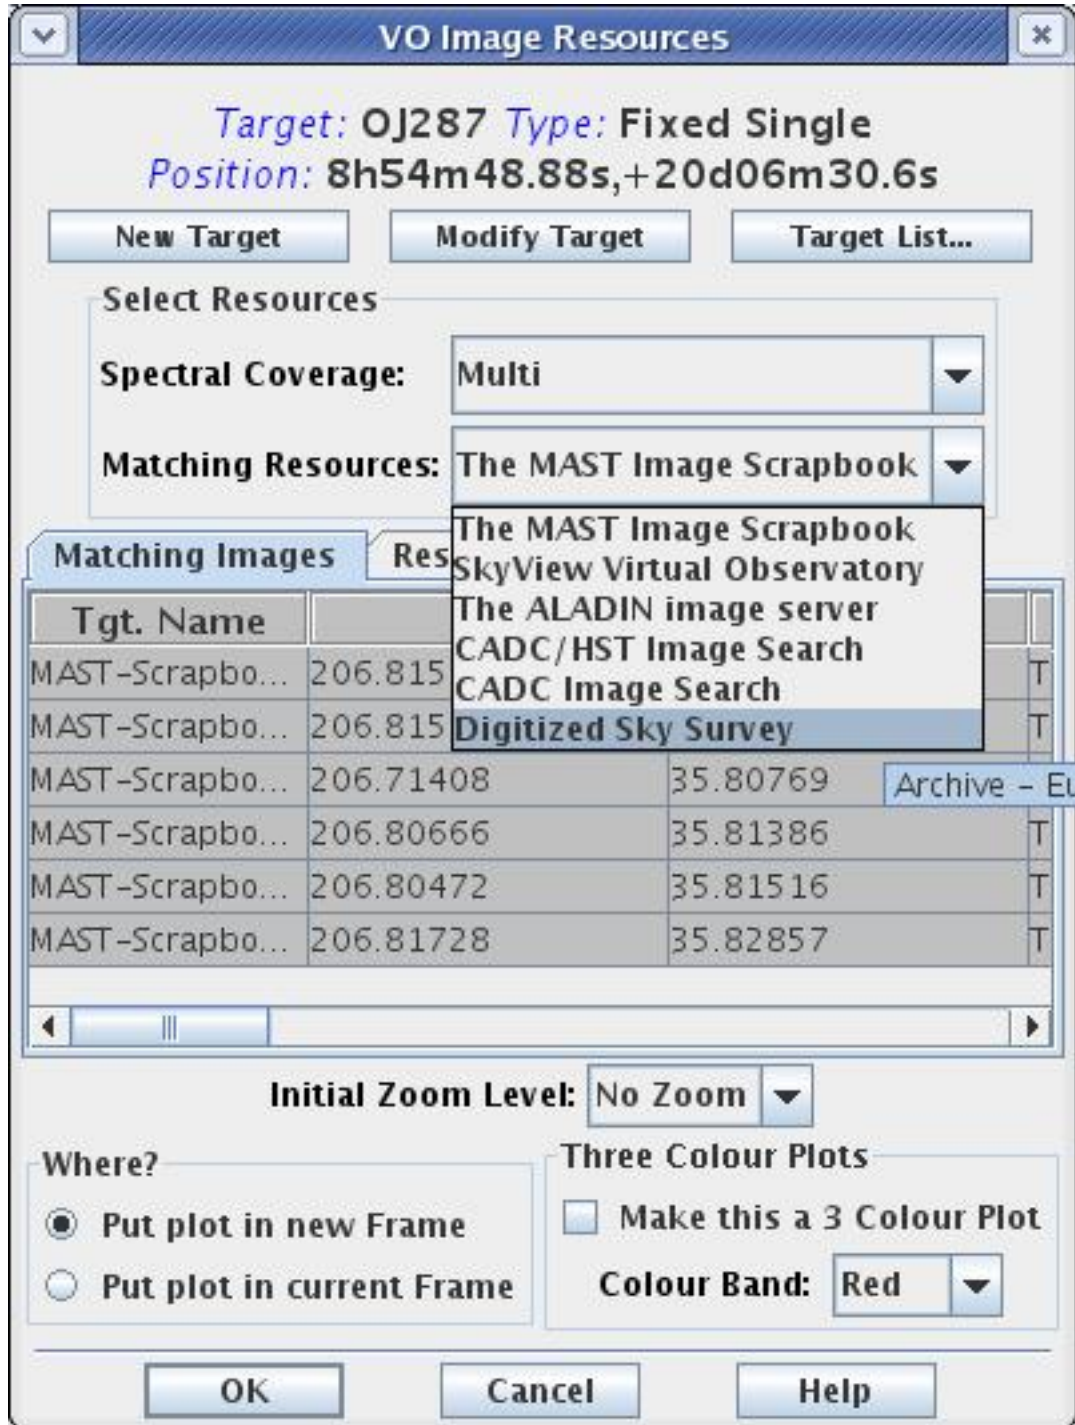 VO Image Resources
Target: OJ287 Type: Fixed Single
Position: 8h54m48.88s,+20d06m30.6s
New Target Modify Target Target List...
Select Resources
Spectral Coverage: Multi
Matching Resources: The MAST Image Scrapbook
The MAST Image Scrapbook
SkyView Virtual Observatory
The ALADIN image server
CADC/HST Image Search
CADC Image Search
Digitized Sky Survey
Matching Images Res
Tgt. Name
MAST-Scrapbo... 206.815 T
MAST-Scrapbo... 206.815 T
MAST-Scrapbo... 206.71408 35.80769
Archive - Eu
MAST-Scrapbo... 206.80666 35.81386 T
MAST-Scrapbo... 206.80472 35.81516 T
MAST-Scrapbo... 206.81728 35.82857 T
Initial Zoom Level: No Zoom
Where?
Put plot in new Frame
Put plot in current Frame
Three Colour Plots
Make this a 3 Colour Plot
Colour Band: Red
OK Cancel Help